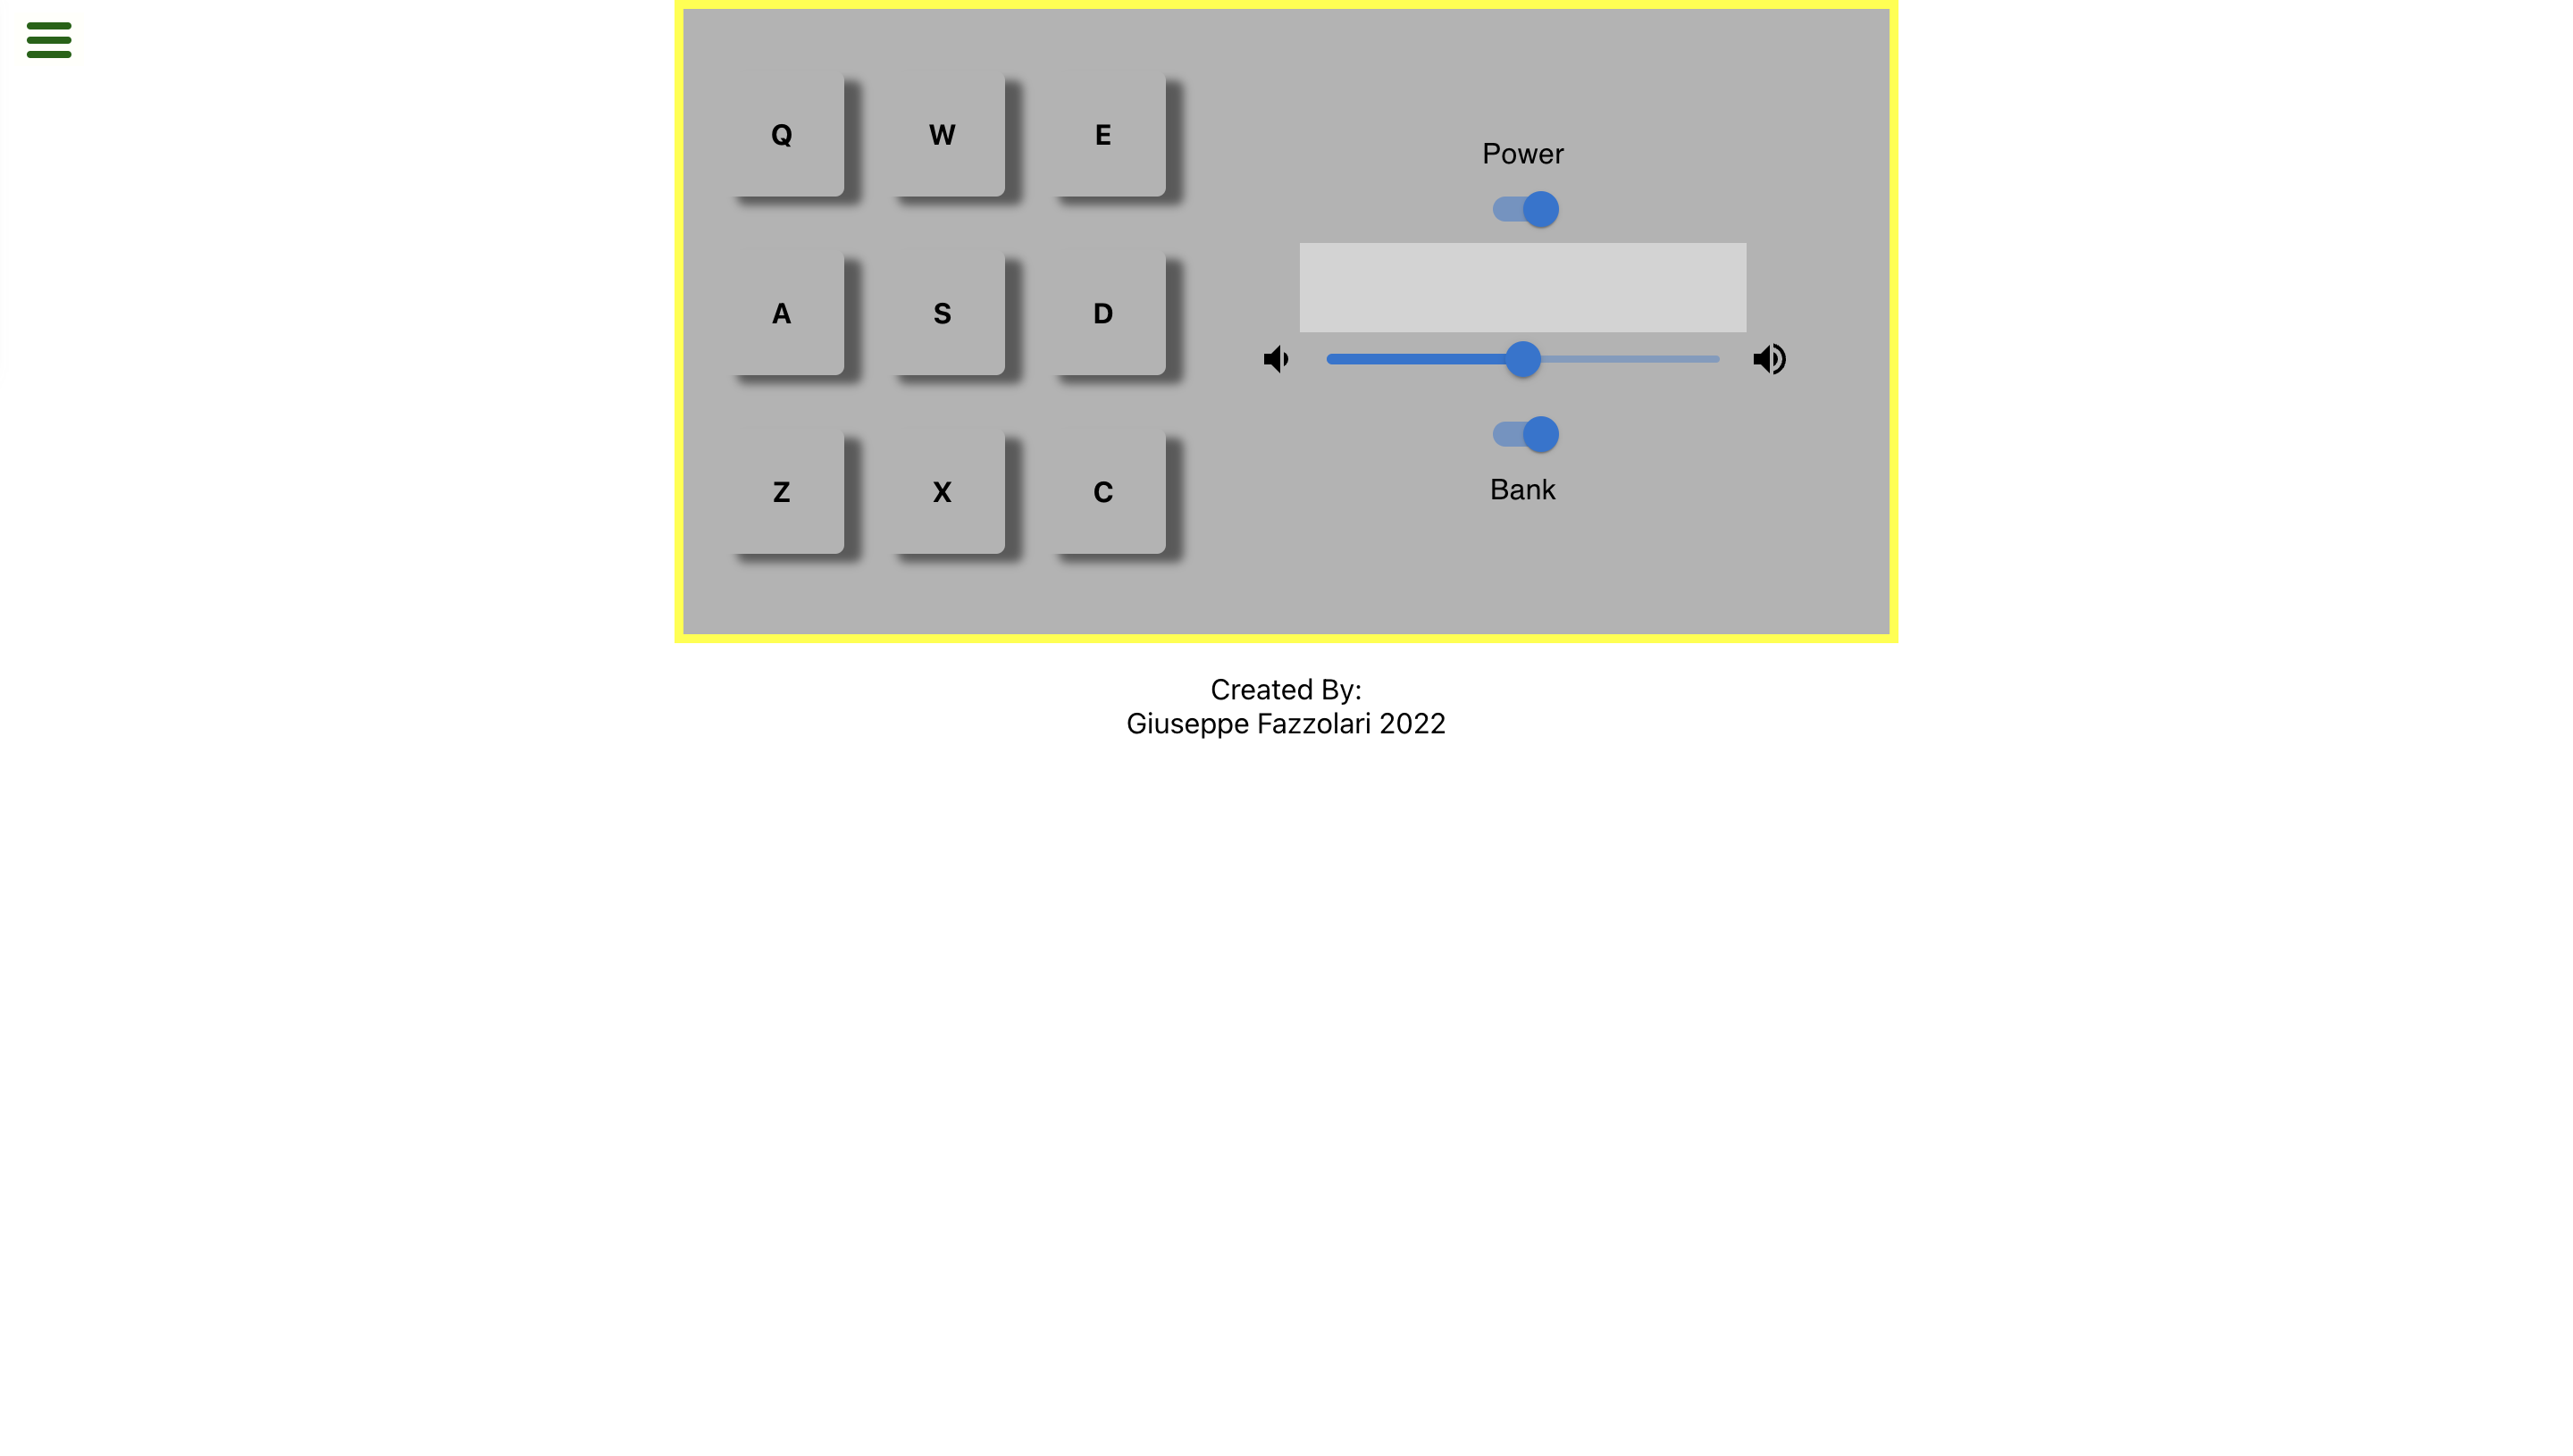 Q W E
A S D
Z X C
Power
Bank
Created By:
Giuseppe Fazzolari 2022